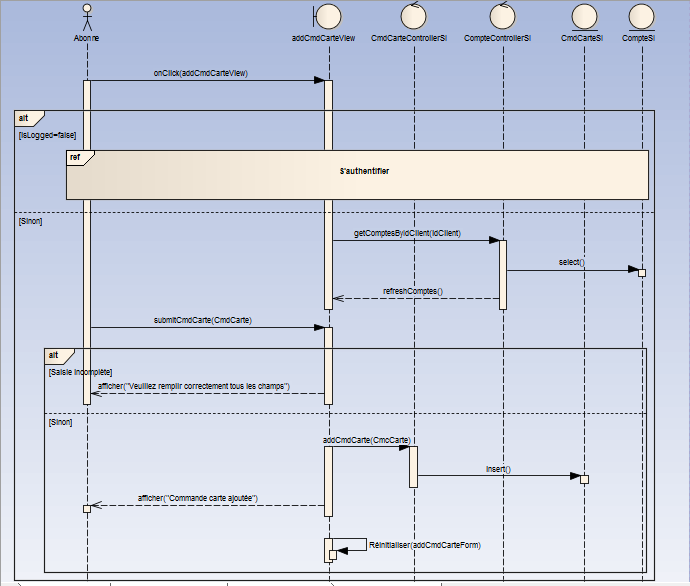 Abonne
addCmdCarteView
CmdCarteControllerSI
CompteControllerSI
CmdCarteSI
CompteSI
onClick(addCmdCarteView)
alt
[isLogged=false]
ref
S'authentifier
[Sinon]
getComptesByIdClient(idClient)
select()
refreshComptes()
submitCmdCarte(CmdCarte)
alt
[Saisie incomplète]
afficher("Veuillez remplir correctement tous les champs")
[Sinon]
addCmdCarte(CmcCarte)
insert()
afficher("Commande carte ajoutée")
Réinitialiser(addCmdCarteForm)